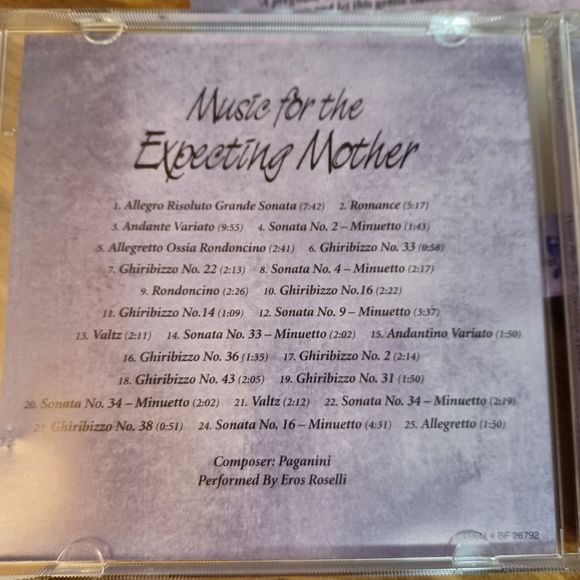 Music for the
Expecting Mother
1. Allegro Risoluto Grande Sonata (7:42) 2. Romance (5:17)
3. Andante Variato (9:55) 4. Sonata No. 2 – Minuetto (1:43)
5. Allegretto Ossia Rondoncino (2:41) 6. Ghiribizzo No. 33 (0:58)
7. Ghiribizzo No. 22 (2:13) 8. Sonata No. 4 – Minuetto (2:17)
9. Rondoncino (2:26) 10. Ghiribizzo No.16 (2:22)
11. Ghiribizzo No.14 (1:09) 12. Sonata No. 9 – Minuetto (3:37)
13. Valtz (2:11) 14. Sonata No. 33 – Minuetto (2:02) 15. Andantino Variato (1:50)
16. Ghiribizzo No. 36 (1:35) 17. Ghiribizzo No. 2 (2:14)
18. Ghiribizzo No. 43 (2:05) 19. Ghiribizzo No. 31 (1:50)
20. Sonata No. 34 – Minuetto (2:02) 21. Valtz (2:12) 22. Sonata No. 34 – Minuetto (2:19)
23. Ghiribizzo No. 38 (0:51) 24. Sonata No. 16 – Minuetto (4:31) 25. Allegretto (1:50)
Composer: Paganini
Performed By Eros Roselli
BF 26792